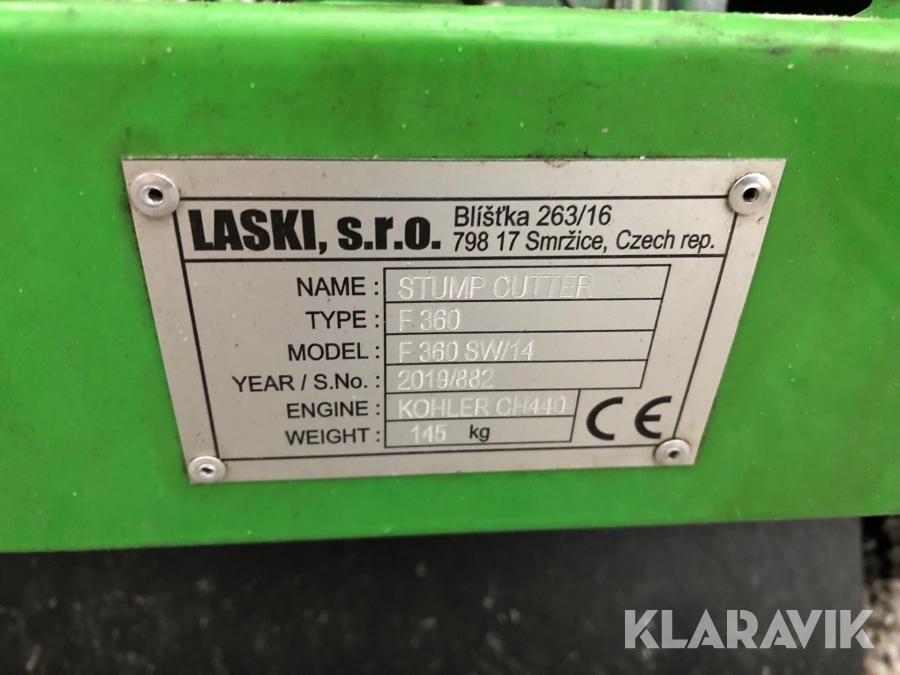 LASKI, s.r.o. Blíšťka 263/16
798 17 Smržice, Czech rep.
NAME : STUMP CUTTER
TYPE : F 360
MODEL : F 360 SW/14
YEAR / S.No. : 2019/882
ENGINE : KOHLER CH440
WEIGHT : 145 kg
CE
KLARAVIK